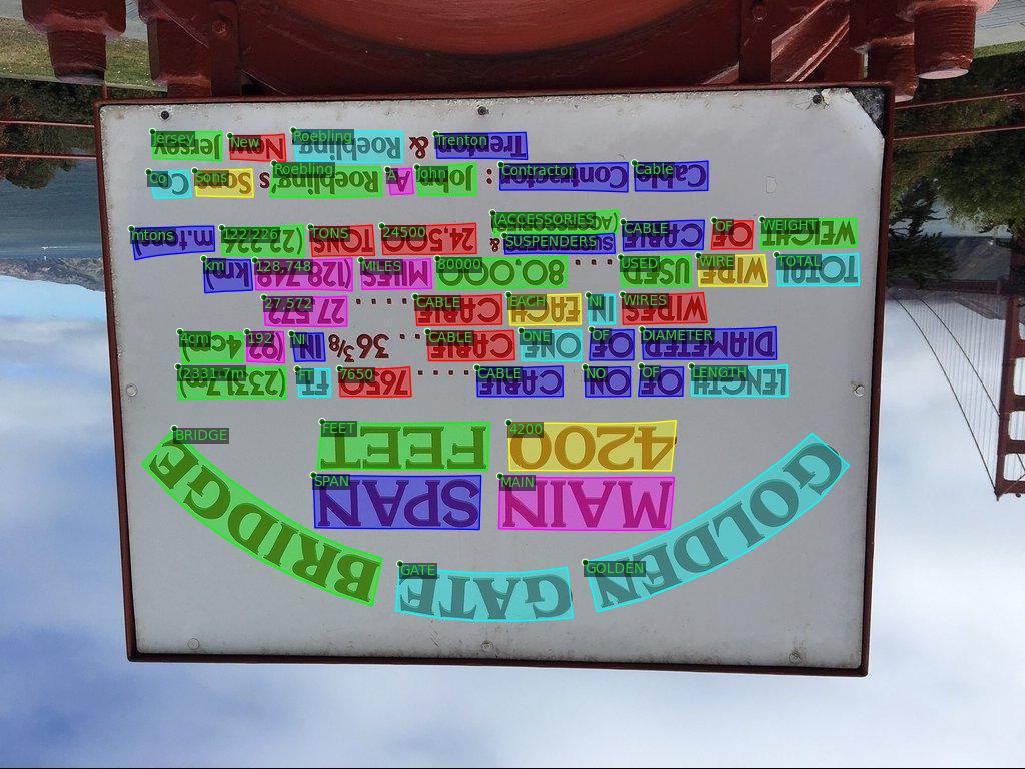 GOLDEN GATE BRIDGE
MAIN SPAN
4200 FEET
LENGTH OF ONE CABLE ...... 7650 FT (2331.7m)
DIAMETER OF ONE CABLE ... 36 3/8 IN (92.4cm)
WIRES IN EACH CABLE ..... 27,572
TOTAL WIRE USED .... 80,000 MILES (128,748 km)
WEIGHT OF CABLE SUSPENDERS & (ACCESSORIES) 24,500 TONS (22,226 m.tons)
Cable Contractor: John A. Roebling's Sons Co.
Trenton & Roebling New Jersey